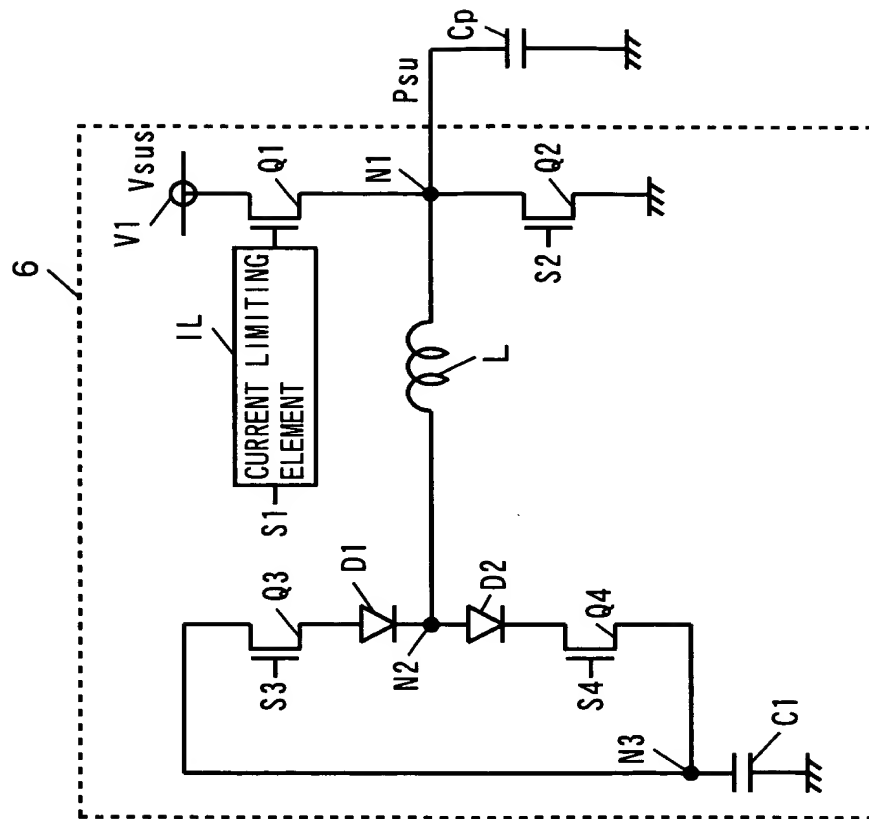 6
V1
Vsus
Q1
IL
CURRENT LIMITING
ELEMENT
S1
N1
Psu
Cp
Q2
S2
L
S3
Q3
D1
N2
D2
S4
Q4
N3
C1